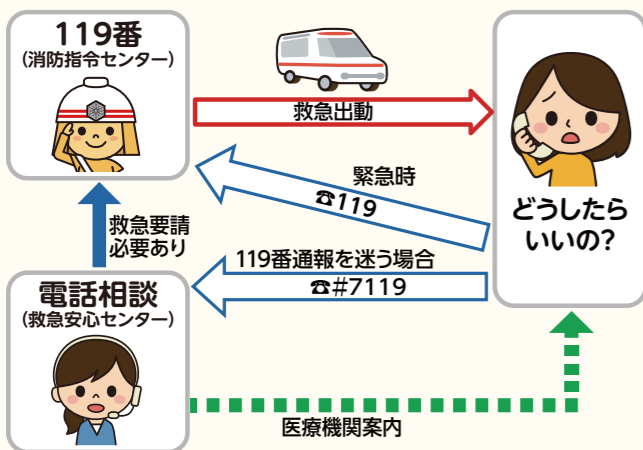 119番
(消防指令センター)
救急出動
緊急時
☎119
どうしたら
いいの?
救急要請
必要あり
119番通報を迷う場合
☎#7119
電話相談
(救急安心センター)
医療機関案内